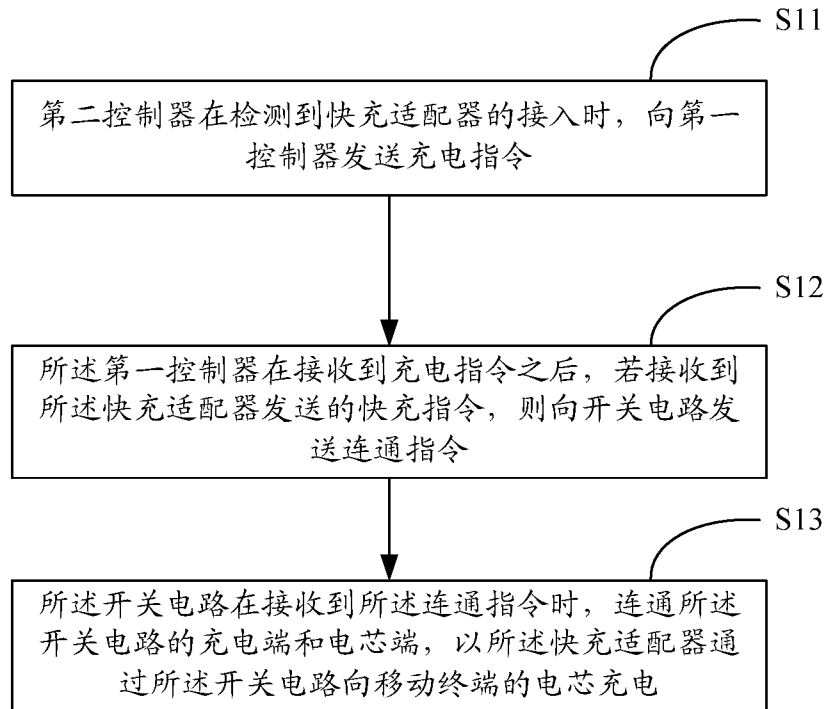 S11
第二控制器在检测到快充适配器的接入时，向第一
控制器发送充电指令
S12
所述第一控制器在接收到充电指令之后，若接收到
所述快充适配器发送的快充指令，则向开关电路发
送连通指令
S13
所述开关电路在接收到所述连通指令时，连通所述
开关电路的充电端和电芯端，以所述快充适配器通
过所述开关电路向移动终端的电芯充电